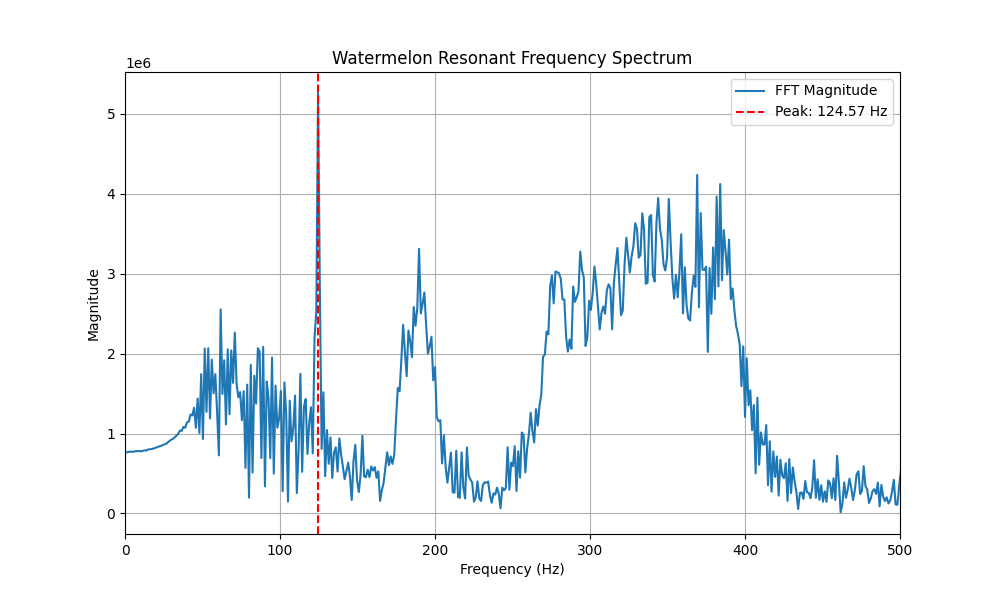 Watermelon Resonant Frequency Spectrum
1e6
FFT Magnitude
Peak: 124.57 Hz
5
4
3
2
1
0
Magnitude
0 100 200 300 400 500
Frequency (Hz)